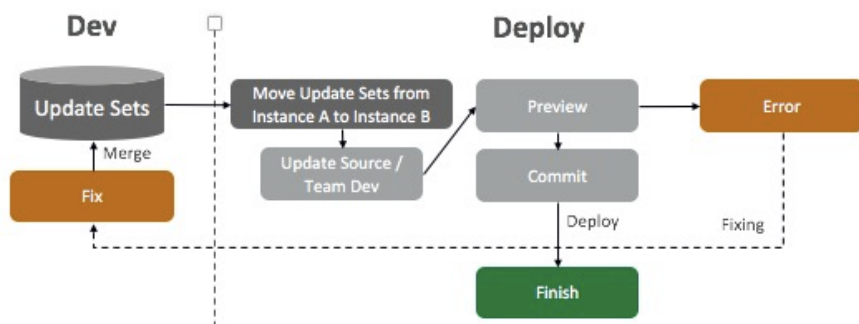 Dev
Deploy
Update Sets
Move Update Sets from
Instance A to Instance B
Preview
Error
Merge
Update Source /
Team Dev
Commit
Fix
Deploy
Fixing
Finish